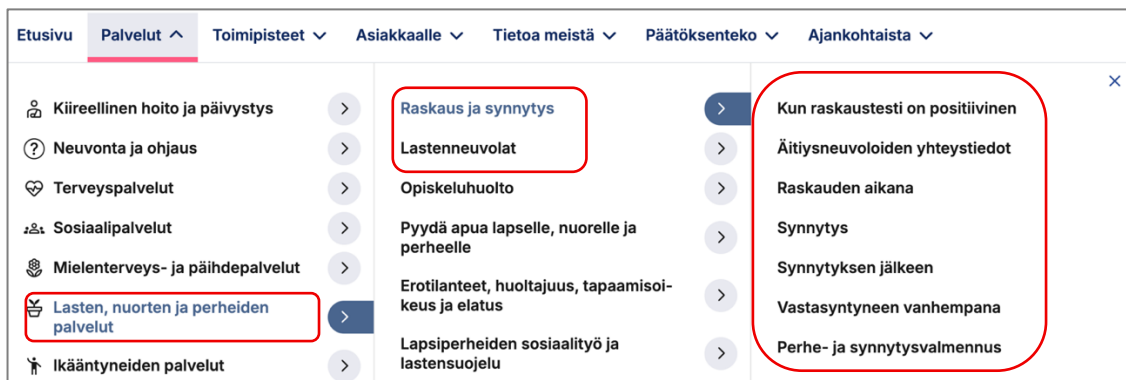 Etusivu Palvelut Toimipisteet Asiakkaalle Tietoa meistä Päätöksenteko Ajankohtaista
Kiireellinen hoito ja päivystys
Neuvonta ja ohjaus
Terveyspalvelut
Sosiaalipalvelut
Mielenterveys- ja päihdepalvelut
Lasten, nuorten ja perheiden
palvelut
Ikääntyneiden palvelut
Raskaus ja synnytys
Lastenneuvolat
Opiskeluhuolto
Pyydä apua lapselle, nuorelle ja
perheelle
Erotilanteet, huoltajuus, tapaamisoi-
keus ja elatus
Lapsiperheiden sosiaalityö ja
lastensuojelu
Kun raskaustesti on positiivinen
Äitiysneuvoloiden yhteystiedot
Raskauden aikana
Synnytys
Synnytyksen jälkeen
Vastasyntyneen vanhempana
Perhe- ja synnytysvalmennus